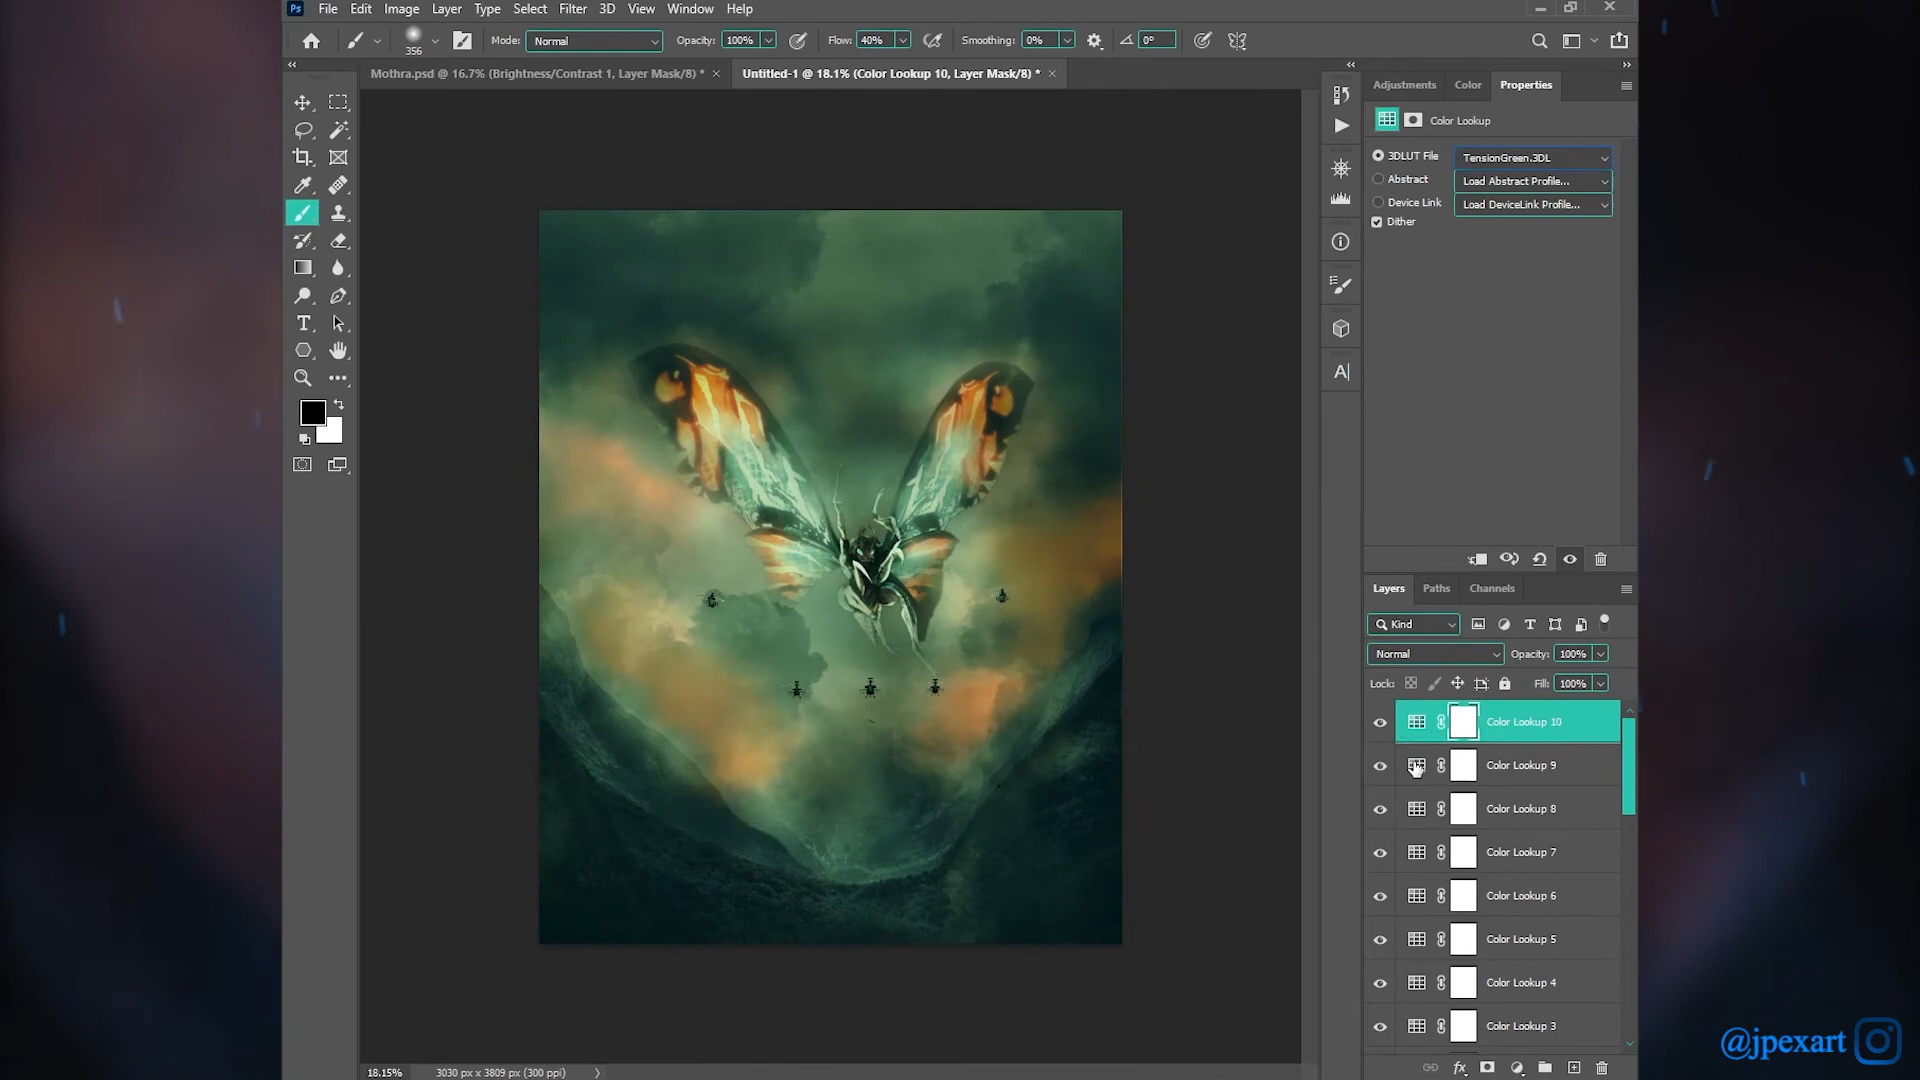 Ps File Edit Image Layer Type Select Filter 3D View Window Help
356 Mode: Normal Opacity: 100% Flow: 40% Smoothing: 0% 0°
Mothra.psd @ 16.7% (Brightness/Contrast 1, Layer Mask/8) * Untitled-1 @ 18.1% (Color Lookup 10, Layer Mask/8) *
Adjustments Color Properties
Color Lookup
3DLUT File TensionGreen.3DL
Abstract Load Abstract Profile...
Device Link Load DeviceLink Profile...
Dither
Layers Paths Channels
Kind
Normal Opacity: 100%
Lock: Fill: 100%
Color Lookup 10
Color Lookup 9
Color Lookup 8
Color Lookup 7
Color Lookup 6
Color Lookup 5
Color Lookup 4
Color Lookup 3
18.15% 3030 px x 3809 px (300 ppi)
@jpexart